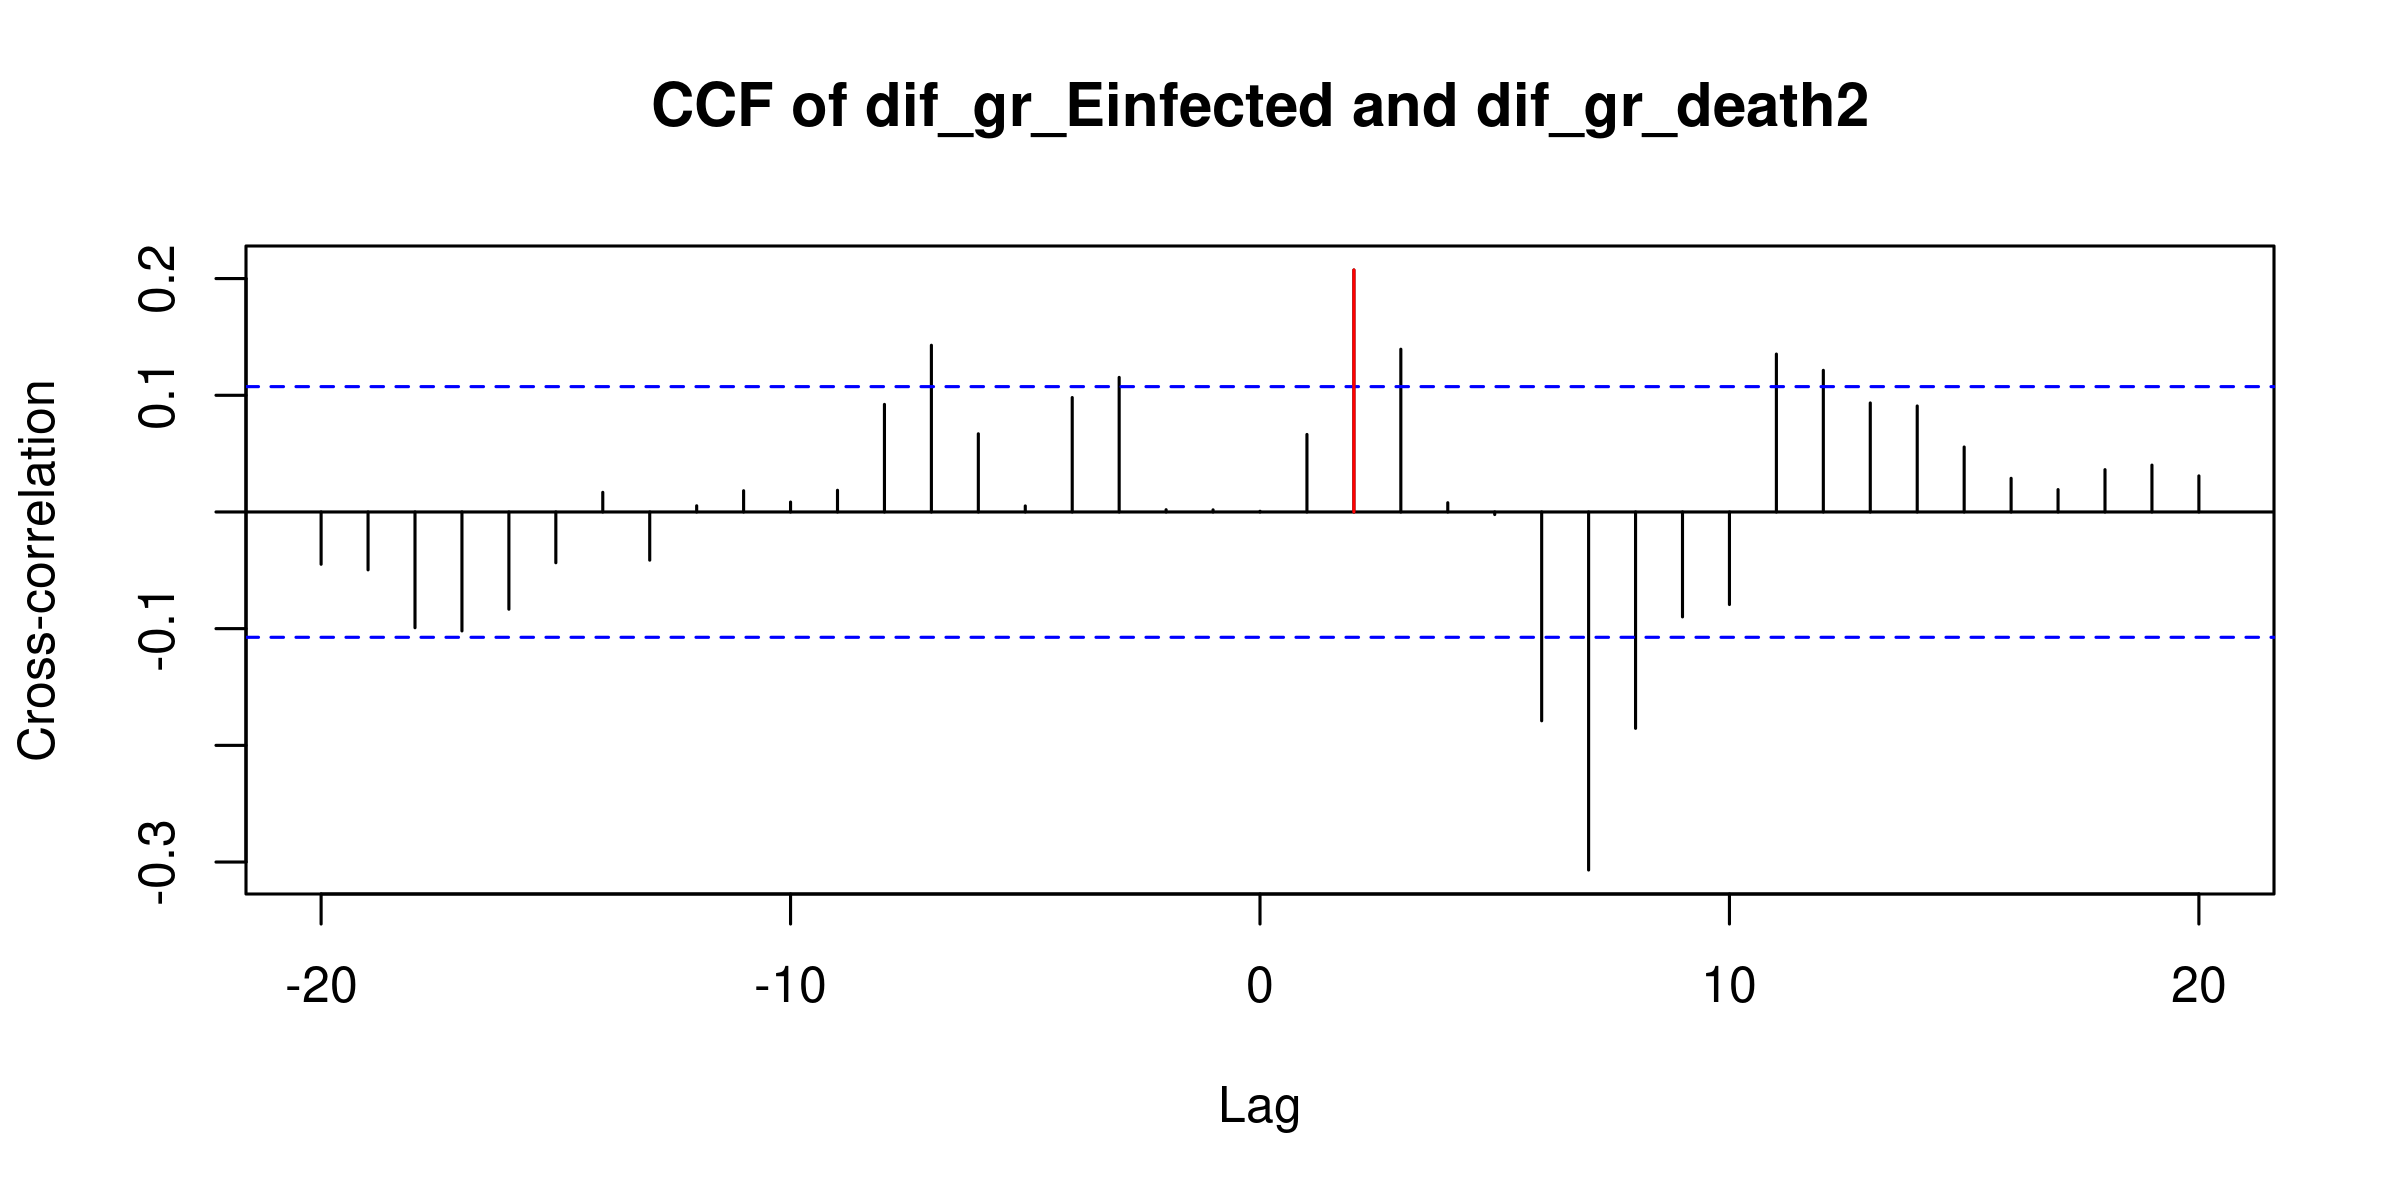 CCF of dif_gr_Einfected and dif_gr_death2
Cross-correlation
0.2
0.1
-0.1
-0.3
-20 -10 0 10 20
Lag